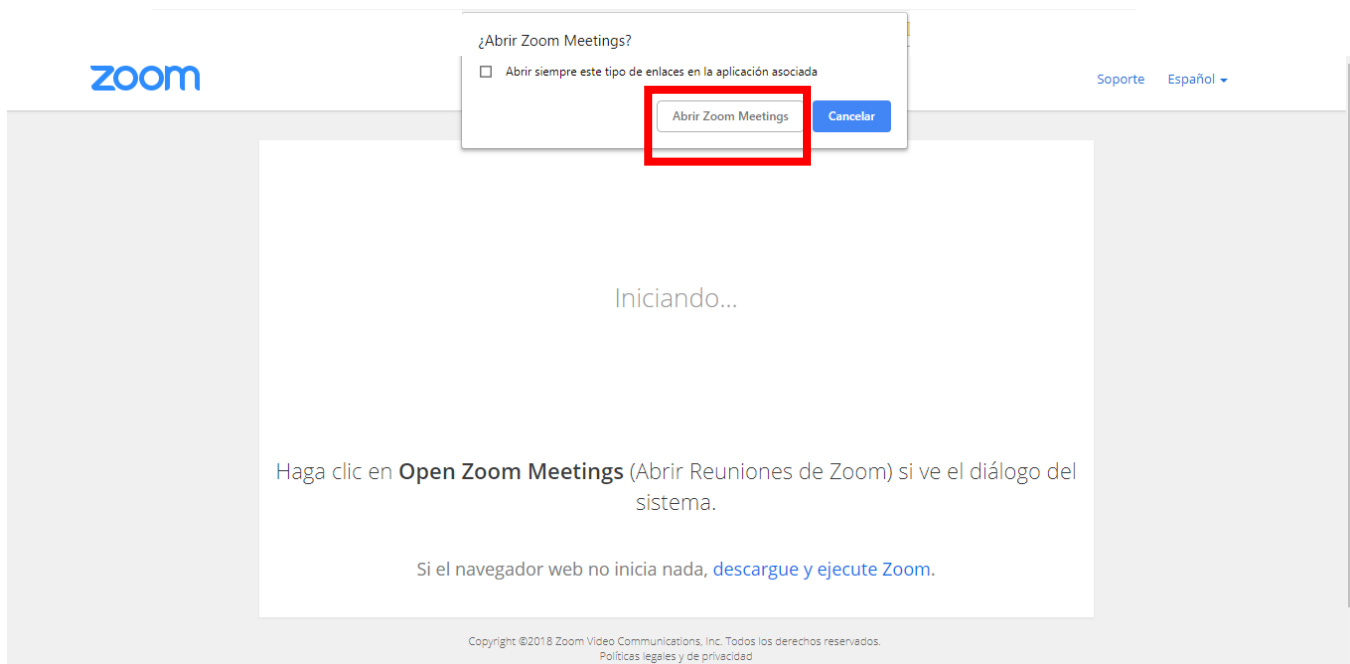 ¿Abrir Zoom Meetings?
Abrir siempre este tipo de enlaces en la aplicación asociada
Abrir Zoom Meetings Cancelar
zoom
Soporte Español
Iniciando...
Haga clic en Open Zoom Meetings (Abrir Reuniones de Zoom) si ve el diálogo del
sistema.
Si el navegador web no inicia nada, descargue y ejecute Zoom.
Copyright ©2018 Zoom Video Communications, Inc. Todos los derechos reservados.
Políticas legales y de privacidad